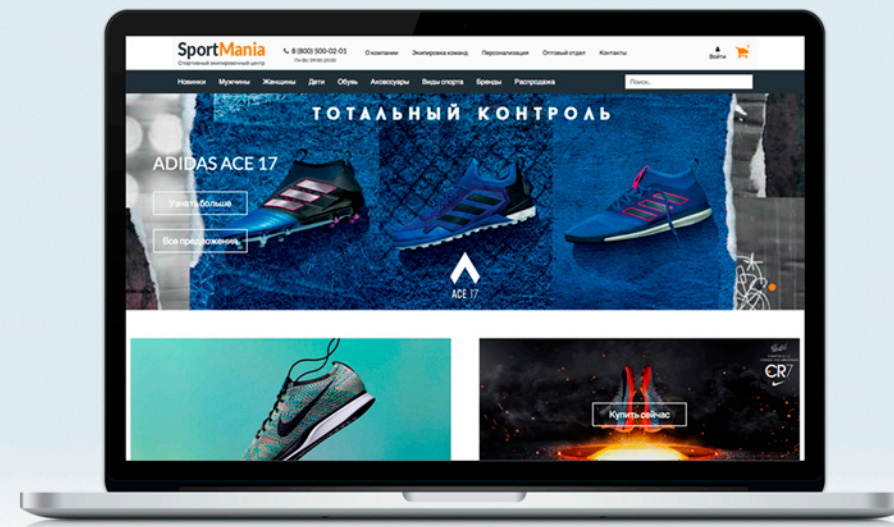 SportMania
Спортивный экипировочный центр
8 (800) 500-02-01
Пн-Вс 09:00-20:00
О компании Экипировка команд Персонализация Оптовый отдел Контакты
Войти
Новинки Мужчины Женщины Дети Обувь Аксессуары Виды спорта Бренды Распродажа
Поиск..
ТОТАЛЬНЫЙ КОНТРОЛЬ
ADIDAS ACE 17
Узнать больше
Все предложения
ACE 17
CR7
Купить сейчас